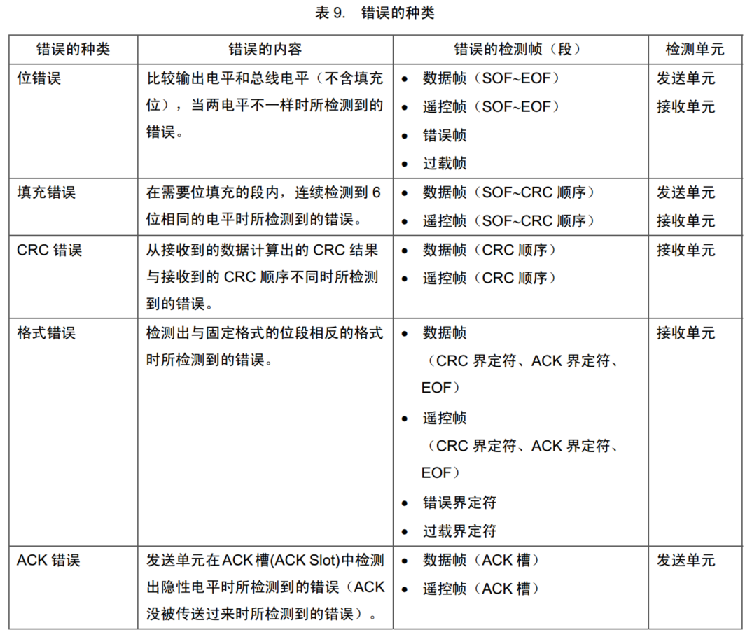 表 9. 错误的种类
错误的种类 错误的内容 错误的检测帧（段） 检测单元
位错误
比较输出电平和总线电平（不含填充
位），当两电平不一样时所检测到的
错误。
● 数据帧（SOF~EOF）
● 遥控帧（SOF~EOF）
● 错误帧
● 过载帧
发送单元
接收单元
填充错误
在需要位填充的段内，连续检测到 6
位相同的电平时所检测到的错误。
● 数据帧（SOF~CRC 顺序）
● 遥控帧（SOF~CRC 顺序）
发送单元
接收单元
CRC 错误
从接收到的数据计算出的 CRC 结果
与接收到的 CRC 顺序不同时所检测
到的错误。
● 数据帧（CRC 顺序）
● 遥控帧（CRC 顺序）
接收单元
格式错误
检测出与固定格式的位段相反的格式
时所检测到的错误。
● 数据帧
（CRC 界定符、ACK 界定符、
EOF）
● 遥控帧
（CRC 界定符、ACK 界定符、
EOF）
● 错误界定符
● 过载界定符
接收单元
ACK 错误
发送单元在 ACK 槽(ACK Slot)中检测
出隐性电平时所检测到的错误（ACK
没被传送过来时所检测到的错误）。
● 数据帧（ACK 槽）
● 遥控帧（ACK 槽）
发送单元